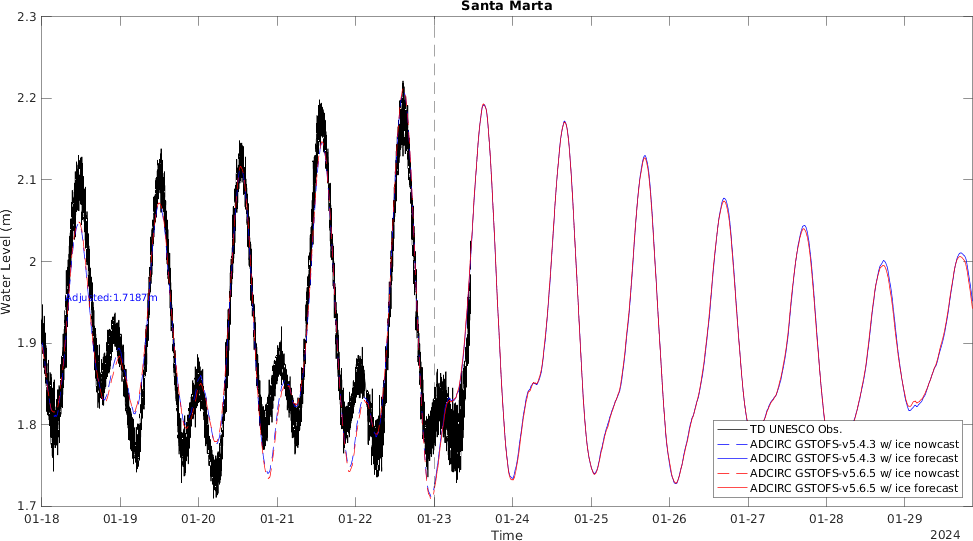 Santa Marta
2.3
2.2
2.1
2
1.9
1.8
1.7
Water Level (m)
Adjusted:1.7187m
TD UNESCO Obs.
ADCIRC GSTOFS-v5.4.3 w/ ice nowcast
ADCIRC GSTOFS-v5.4.3 w/ ice forecast
ADCIRC GSTOFS-v5.6.5 w/ ice nowcast
ADCIRC GSTOFS-v5.6.5 w/ ice forecast
01-18 01-19 01-20 01-21 01-22 01-23 01-24 01-25 01-26 01-27 01-28 01-29
Time
2024